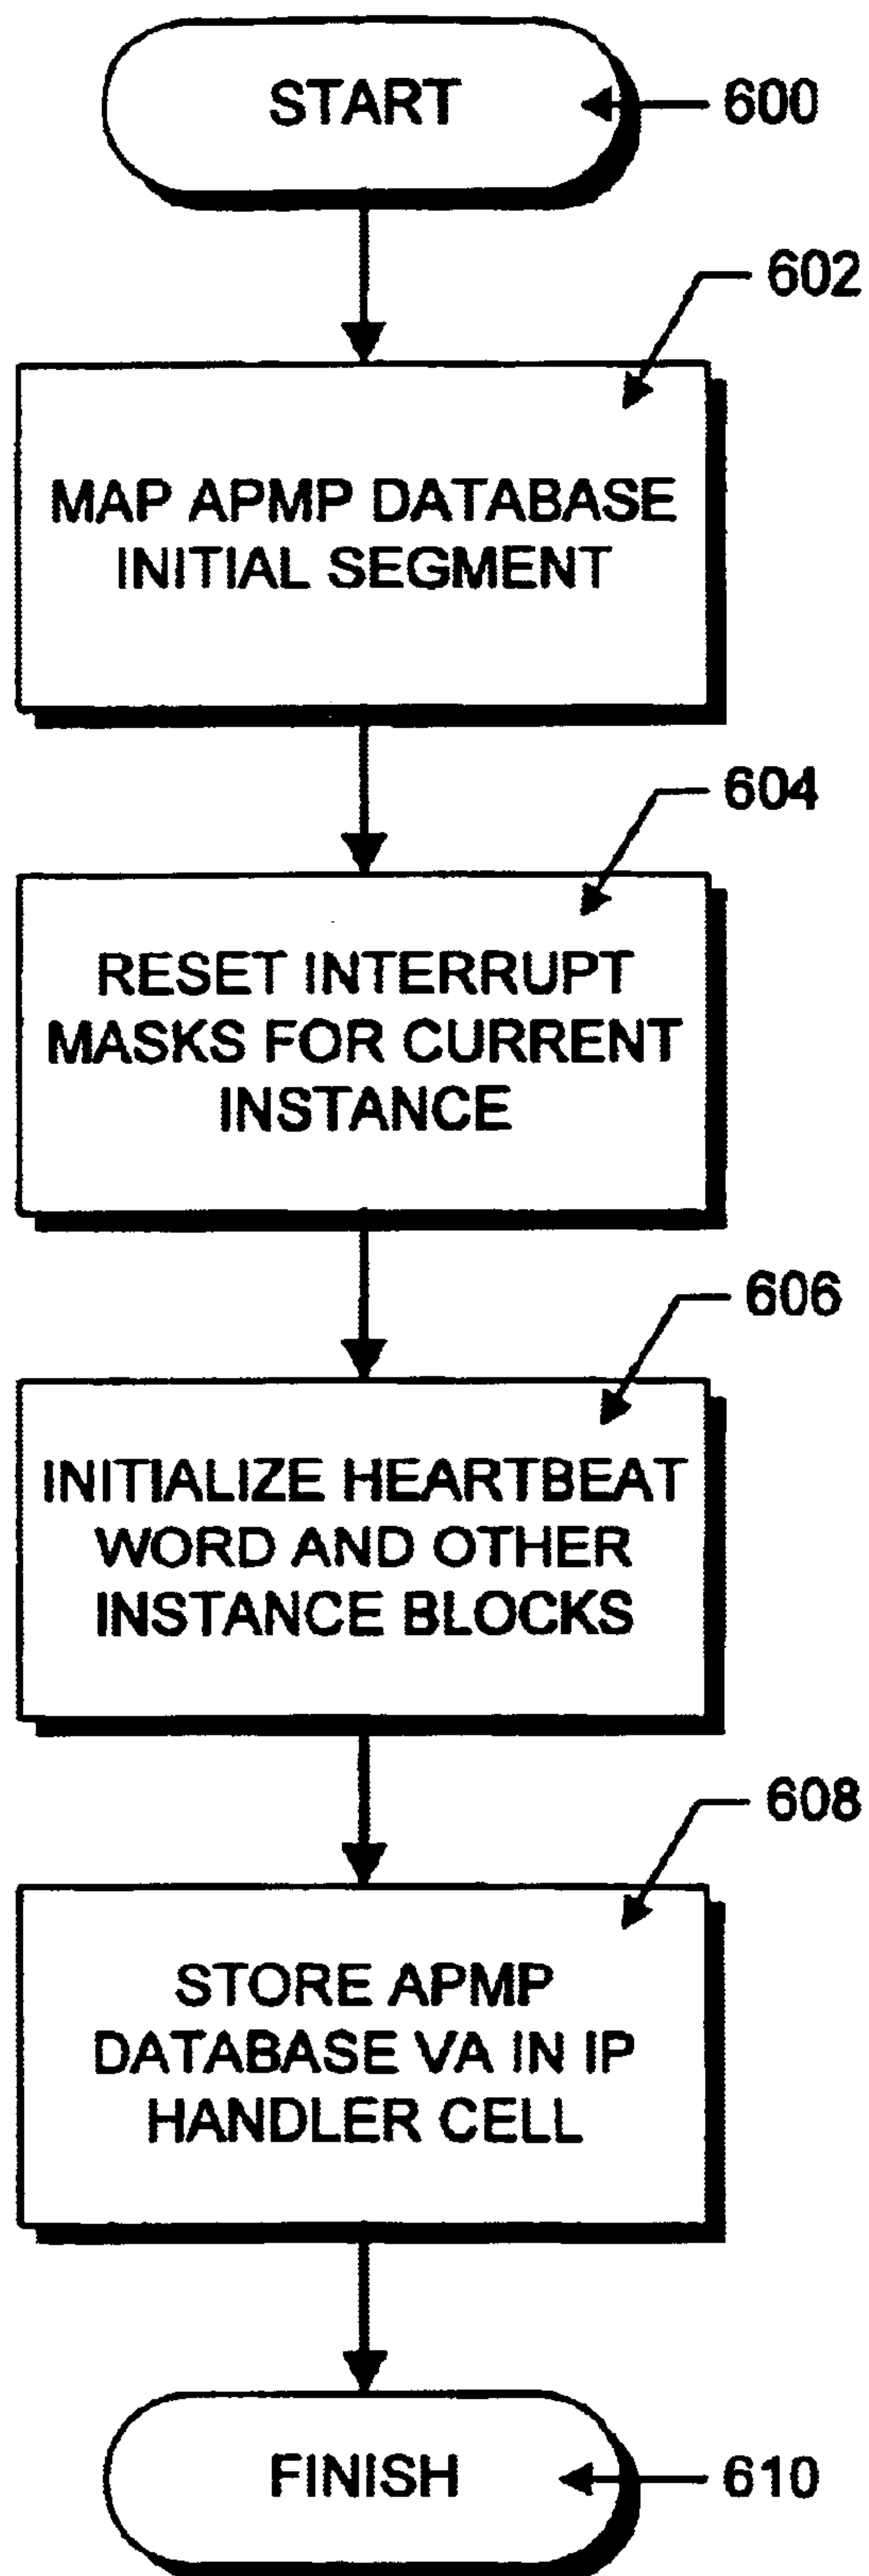 START
600
602
MAP APMP DATABASE
INITIAL SEGMENT
604
RESET INTERRUPT
MASKS FOR CURRENT
INSTANCE
606
INITIALIZE HEARTBEAT
WORD AND OTHER
INSTANCE BLOCKS
608
STORE APMP
DATABASE VA IN IP
HANDLER CELL
FINISH
610